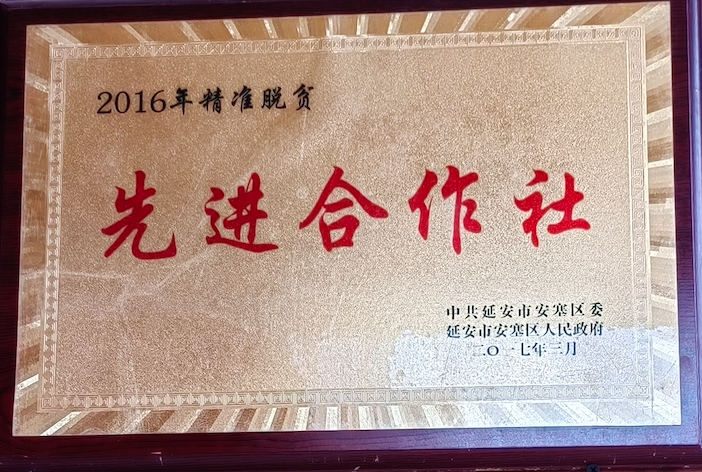 2016年精准脱贫
先进合作社
中共延安市安塞区委
延安市安塞区人民政府
二〇一七年三月